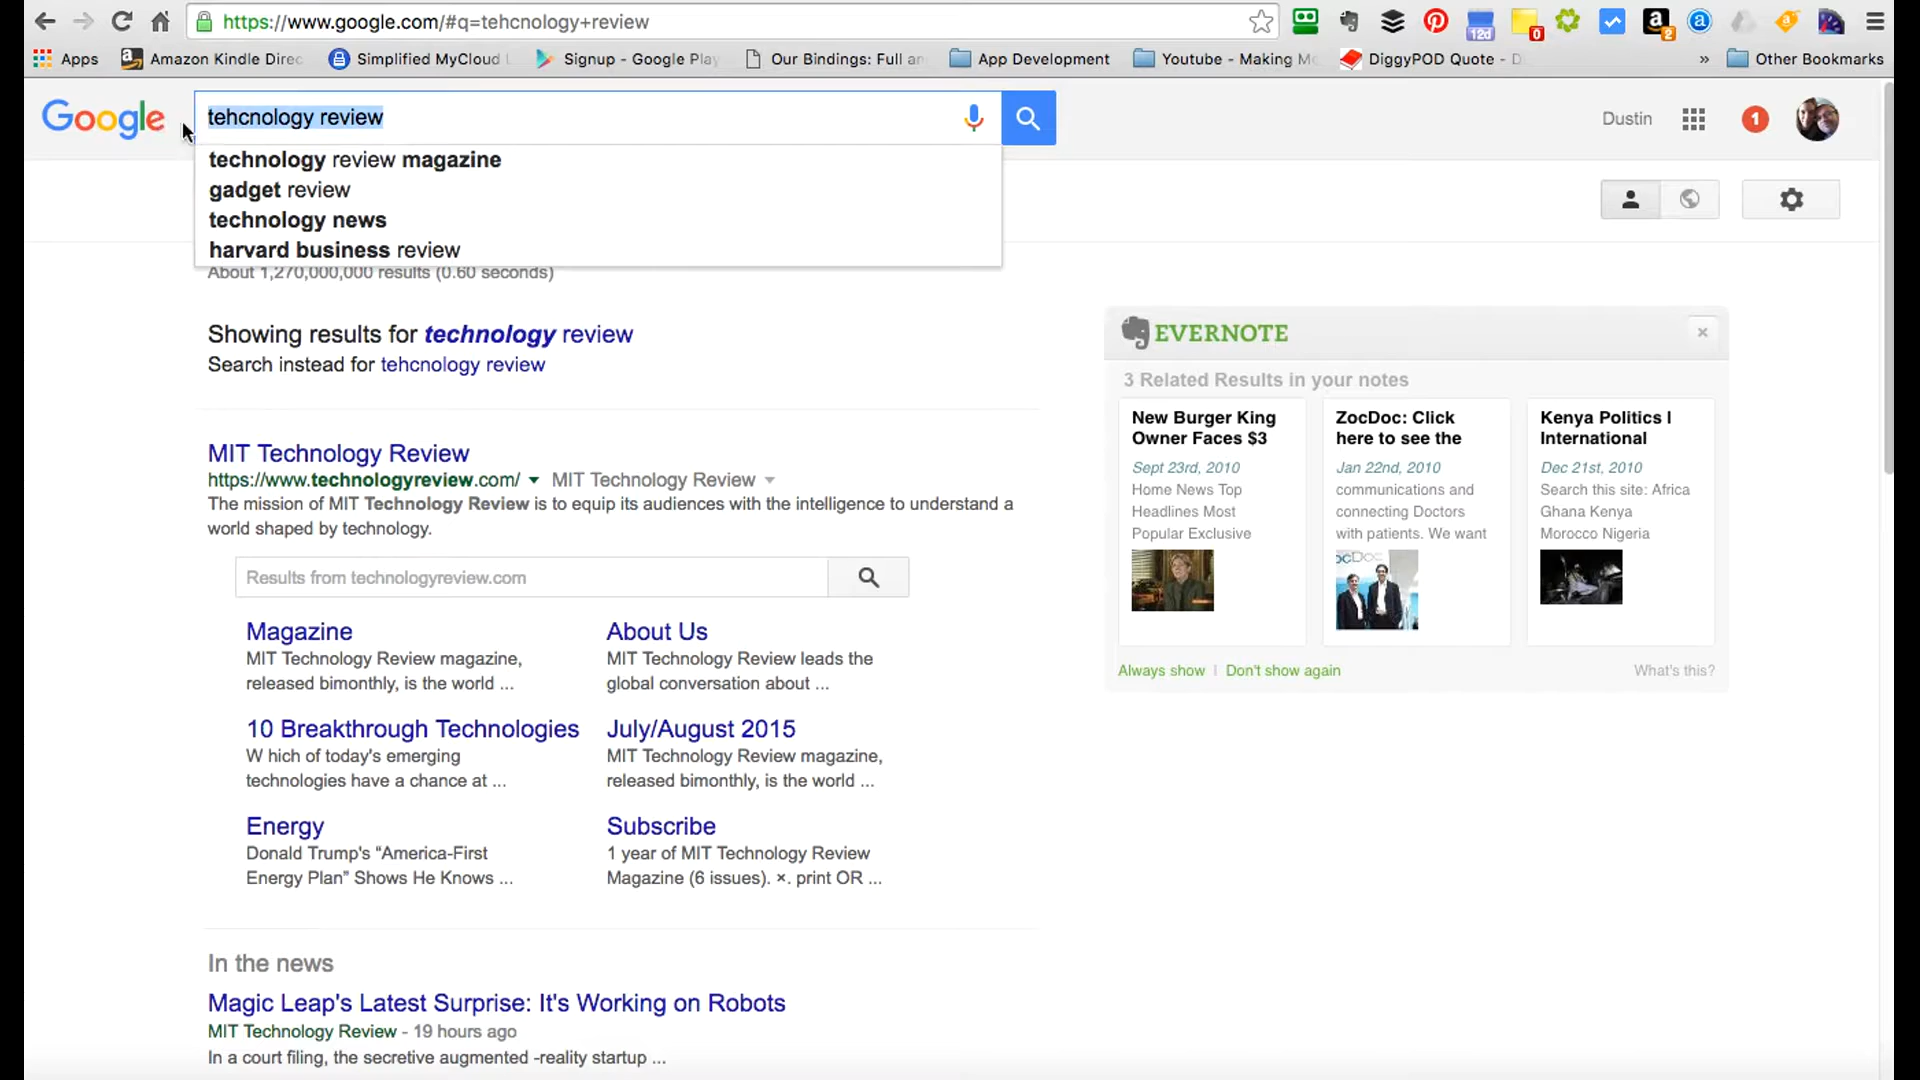 https://www.google.com/#q=tehcnology+review
12d
0
2
Apps
Amazon Kindle Direc
Simplified MyCloud
Signup - Google Play
Our Bindings: Full an
App Development
Youtube - Making M
DiggyPOD Quote - D
»
Other Bookmarks
Google
tehcnology review
Dustin
1
technology review magazine
gadget review
technology news
harvard business review
About 1,270,000,000 results (0.60 seconds)
Showing results for technology review
Search instead for tehcnology review
MIT Technology Review
https://www.technologyreview.com/ MIT Technology Review
The mission of MIT Technology Review is to equip its audiences with the intelligence to understand a
world shaped by technology.
Results from technologyreview.com
Magazine
MIT Technology Review magazine,
released bimonthly, is the world ...
About Us
MIT Technology Review leads the
global conversation about ...
10 Breakthrough Technologies
W hich of today's emerging
technologies have a chance at ...
July/August 2015
MIT Technology Review magazine,
released bimonthly, is the world ...
Energy
Donald Trump's “America-First
Energy Plan” Shows He Knows ...
Subscribe
1 year of MIT Technology Review
Magazine (6 issues). ×. print OR ...
In the news
Magic Leap's Latest Surprise: It's Working on Robots
MIT Technology Review - 19 hours ago
In a court filing, the secretive augmented -reality startup ...
EVERNOTE
×
3 Related Results in your notes
New Burger King
Owner Faces $3
Sept 23rd, 2010
Home News Top
Headlines Most
Popular Exclusive
ZocDoc: Click
here to see the
Jan 22nd, 2010
communications and
connecting Doctors
with patients. We want
ocDoc
Kenya Politics |
International
Dec 21st, 2010
Search this site: Africa
Ghana Kenya
Morocco Nigeria
Always show | Don't show again
What's this?